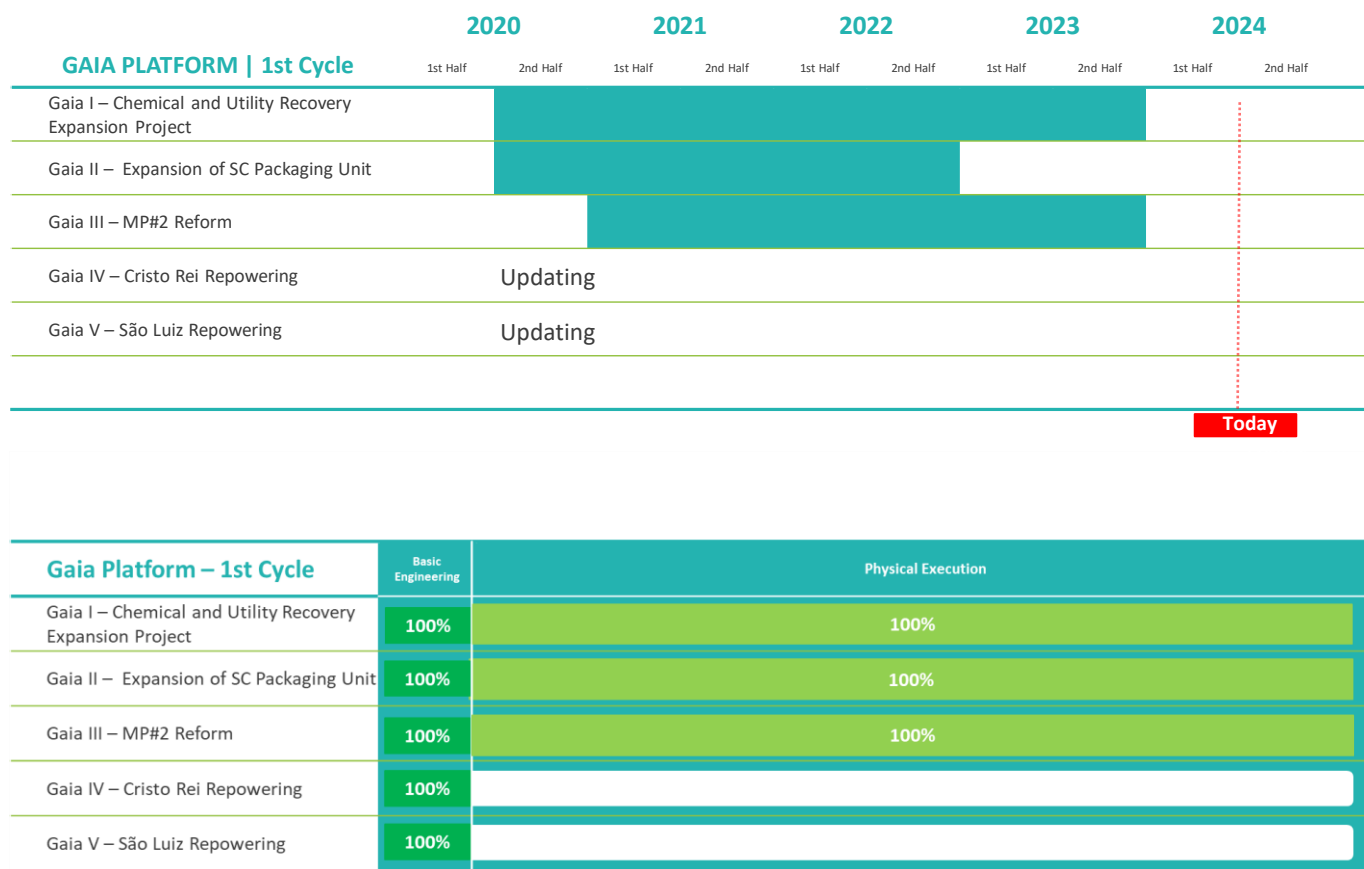 2020 2021 2022 2023 2024
GAIA PLATFORM | 1st Cycle 1st Half 2nd Half 1st Half 2nd Half 1st Half 2nd Half 1st Half 2nd Half 1st Half 2nd Half
Gaia I – Chemical and Utility Recovery
Expansion Project
Gaia II – Expansion of SC Packaging Unit
Gaia III – MP#2 Reform
Gaia IV – Cristo Rei Repowering Updating
Gaia V – São Luiz Repowering Updating
Today
Gaia Platform – 1st Cycle Basic Physical Execution
Engineering
Gaia I – Chemical and Utility Recovery
Expansion Project 100% 100%
Gaia II – Expansion of SC Packaging Unit 100% 100%
Gaia III – MP#2 Reform 100% 100%
Gaia IV – Cristo Rei Repowering 100%
Gaia V – São Luiz Repowering 100%